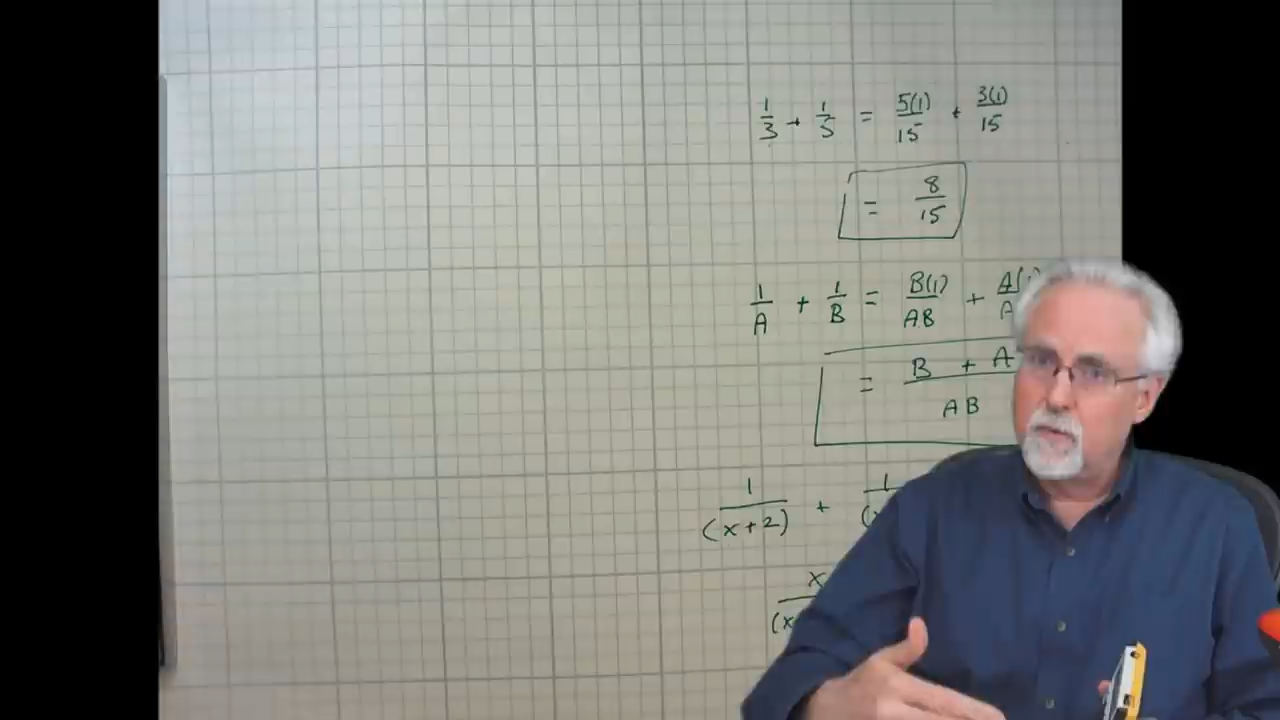 1/3 + 1/5 = 5(1)/15 + 3(1)/15
= 8/15
1/A + 1/B = B(1)/AB + A(
= B + A/AB
1/(x+2) + 1/(
x
(x